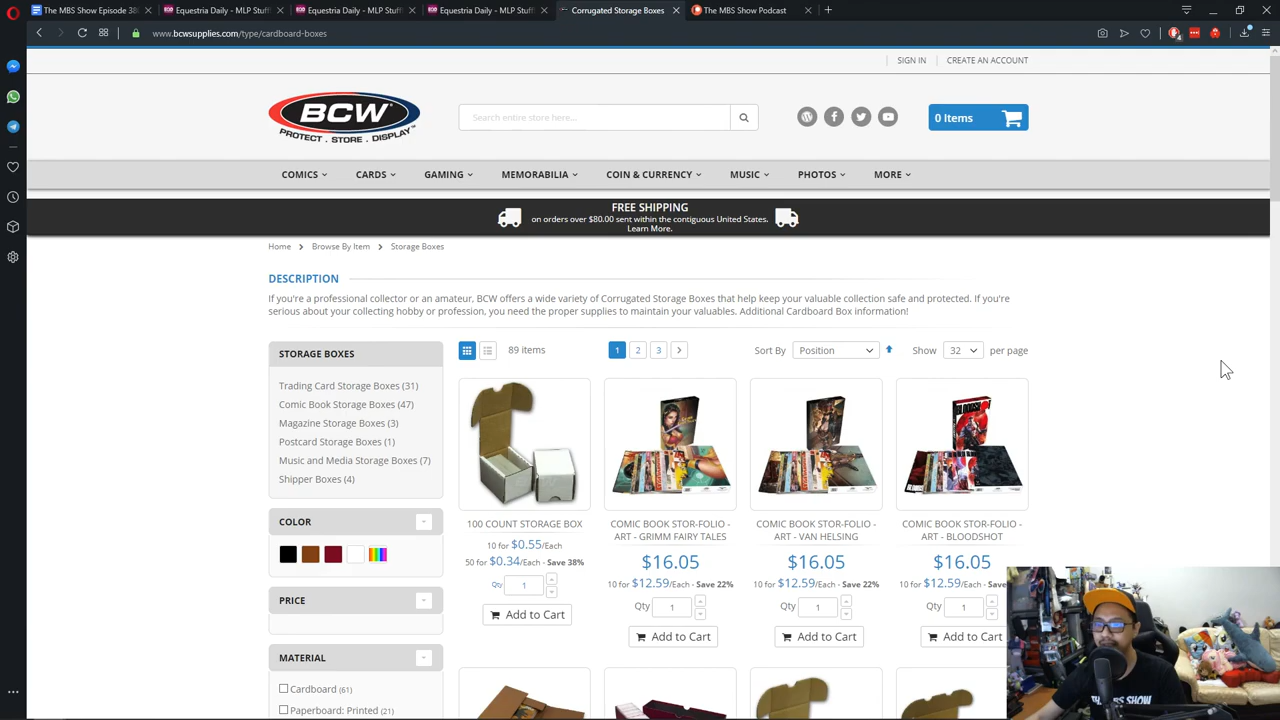 The MBS Show Episode 38
Equestria Daily - MLP Stuff
Equestria Daily - MLP Stuff
Equestria Daily - MLP Stuff
Corrugated Storage Boxes
The MBS Show Podcast
www.bcwsupplies.com/type/cardboard-boxes
SIGN IN
CREATE AN ACCOUNT
BCW
PROTECT . STORE . DISPLAY
Search entire store here...
0 Items
COMICS
CARDS
GAMING
MEMORABILIA
COIN & CURRENCY
MUSIC
PHOTOS
MORE
FREE SHIPPING
on orders over $80.00 sent within the contiguous United States.
Learn More.
Home > Browse By Item > Storage Boxes
DESCRIPTION
If you're a professional collector or an amateur, BCW offers a wide variety of Corrugated Storage Boxes that help keep your valuable collection safe and protected. If you're
serious about your collecting hobby or profession, you need the proper supplies to maintain your valuables. Additional Cardboard Box information!
STORAGE BOXES
Trading Card Storage Boxes (31)
Comic Book Storage Boxes (47)
Magazine Storage Boxes (3)
Postcard Storage Boxes (1)
Music and Media Storage Boxes (7)
Shipper Boxes (4)
COLOR
PRICE
MATERIAL
Cardboard (61)
Paperboard: Printed (21)
89 items
1 2 3
Sort By Position
Show 32 per page
100 COUNT STORAGE BOX
10 for $0.55/Each
50 for $0.34/Each - Save 38%
Qty 1
Add to Cart
COMIC BOOK STOR-FOLIO -
ART - GRIMM FAIRY TALES
$16.05
10 for $12.59/Each - Save 22%
Qty 1
Add to Cart
COMIC BOOK STOR-FOLIO -
ART - VAN HELSING
$16.05
10 for $12.59/Each - Save 22%
Qty 1
Add to Cart
COMIC BOOK STOR-FOLIO -
ART - BLOODSHOT
$16.05
10 for $12.59/Each - Save
Qty 1
Add to Cart
THE MBS SHOW